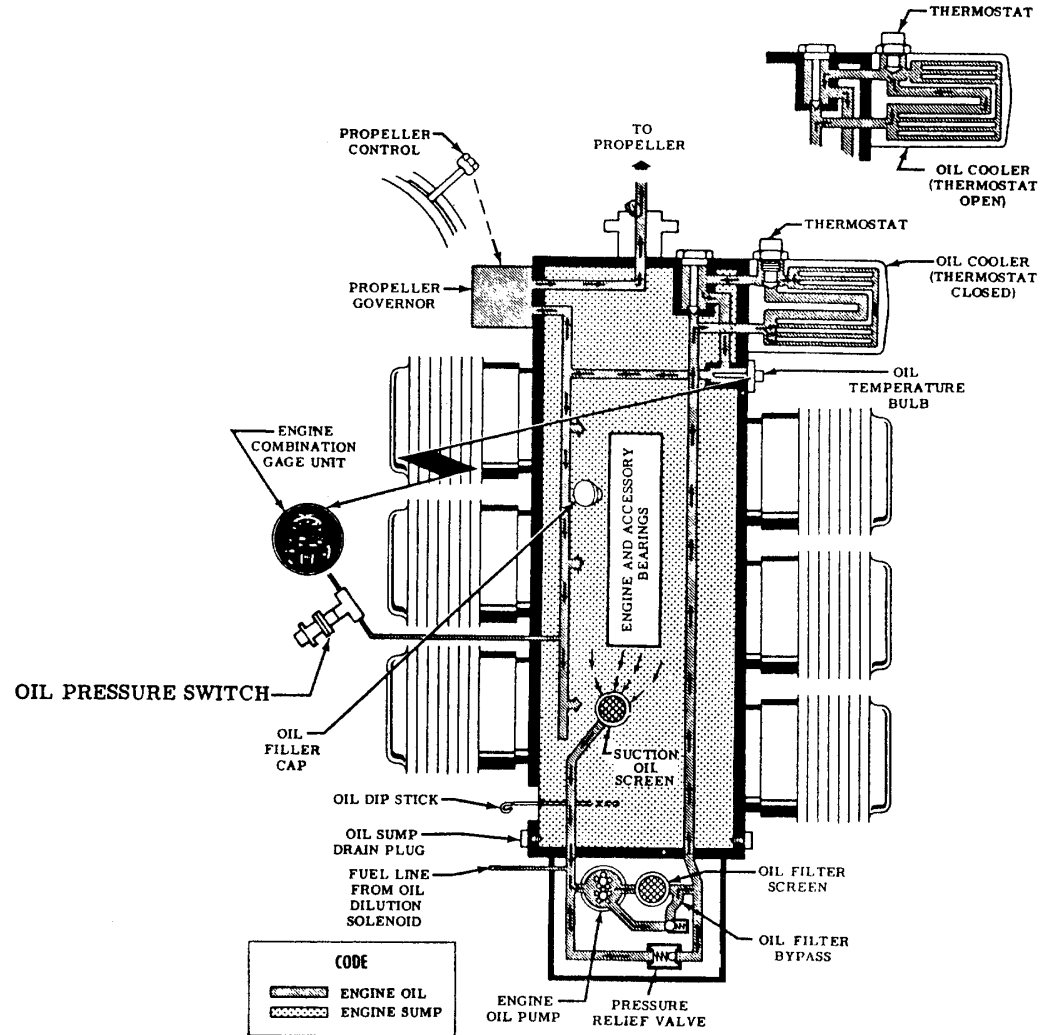 THERMOSTAT
OIL COOLER
(THERMOSTAT
OPEN)
PROPELLER
CONTROL
TO
PROPELLER
THERMOSTAT
OIL COOLER
(THERMOSTAT
CLOSED)
PROPELLER
GOVERNOR
OIL
TEMPERATURE
BULB
ENGINE
COMBINATION
GAGE UNIT
ENGINE AND ACCESSORY
BEARINGS
OIL PRESSURE SWITCH
OIL
FILLER
CAP
SUCTION
OIL
SCREEN
OIL DIP STICK
OIL SUMP
DRAIN PLUG
FUEL LINE
FROM OIL
DILUTION
SOLENOID
OIL FILTER
SCREEN
OIL FILTER
BYPASS
ENGINE
OIL PUMP
PRESSURE
RELIEF VALVE
CODE
ENGINE OIL
ENGINE SUMP